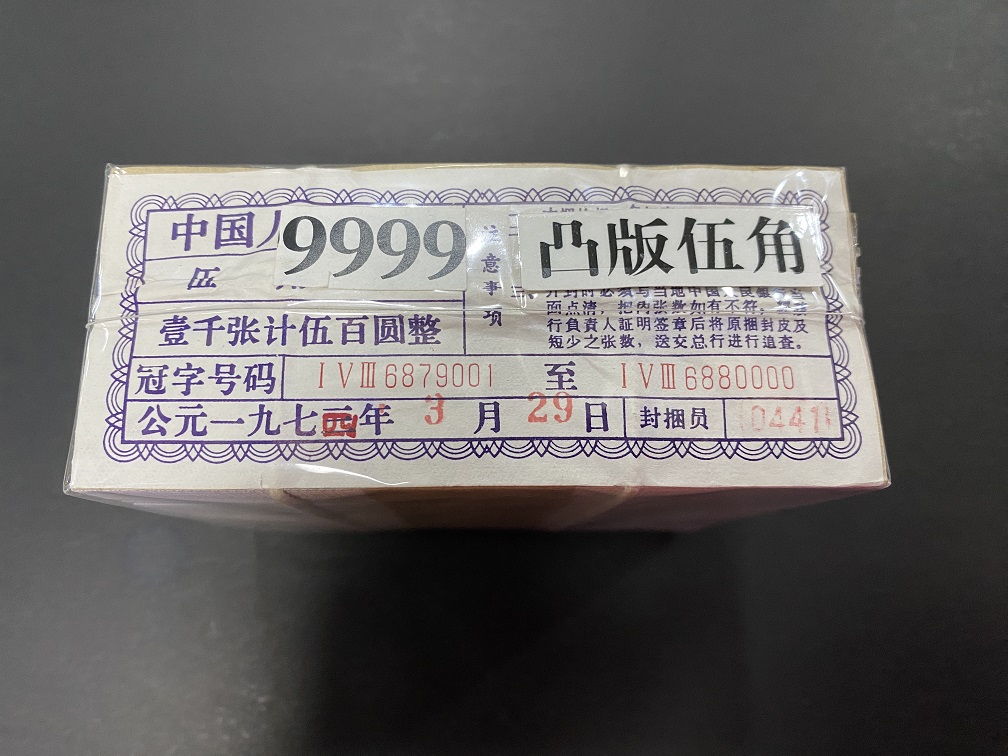 中国人
9999
凸版伍角
伍
注意事项
开封时必须与当地中国人民银行
面点清，把内张数如有不符，
行负责人証明签章后将原捆封皮及
短少之张数，送交总行进行追查。
壹千张计伍百圆整
冠字号码 ⅠⅤⅢ6879001 至 ⅠⅤⅢ6880000
公元一九七四年 3 月 29 日 封捆员 0441